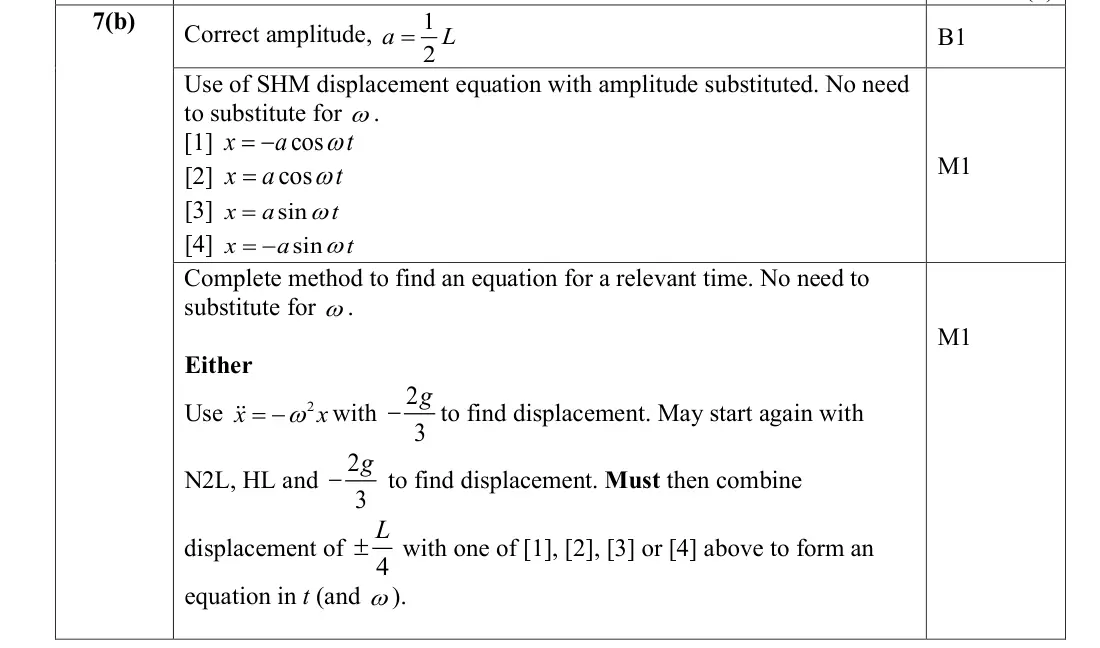 7(b)
Correct amplitude, a = 1/2 L
B1
Use of SHM displacement equation with amplitude substituted. No need
to substitute for ω.
[1] x = −a cos ωt
[2] x = a cos ωt
M1
[3] x = a sin ωt
[4] x = −a sin ωt
Complete method to find an equation for a relevant time. No need to
substitute for ω.
M1
Either
Use ẍ = −ω²x with −2g/3 to find displacement. May start again with
N2L, HL and −2g/3 to find displacement. Must then combine
displacement of ±L/4 with one of [1], [2], [3] or [4] above to form an
equation in t (and ω).